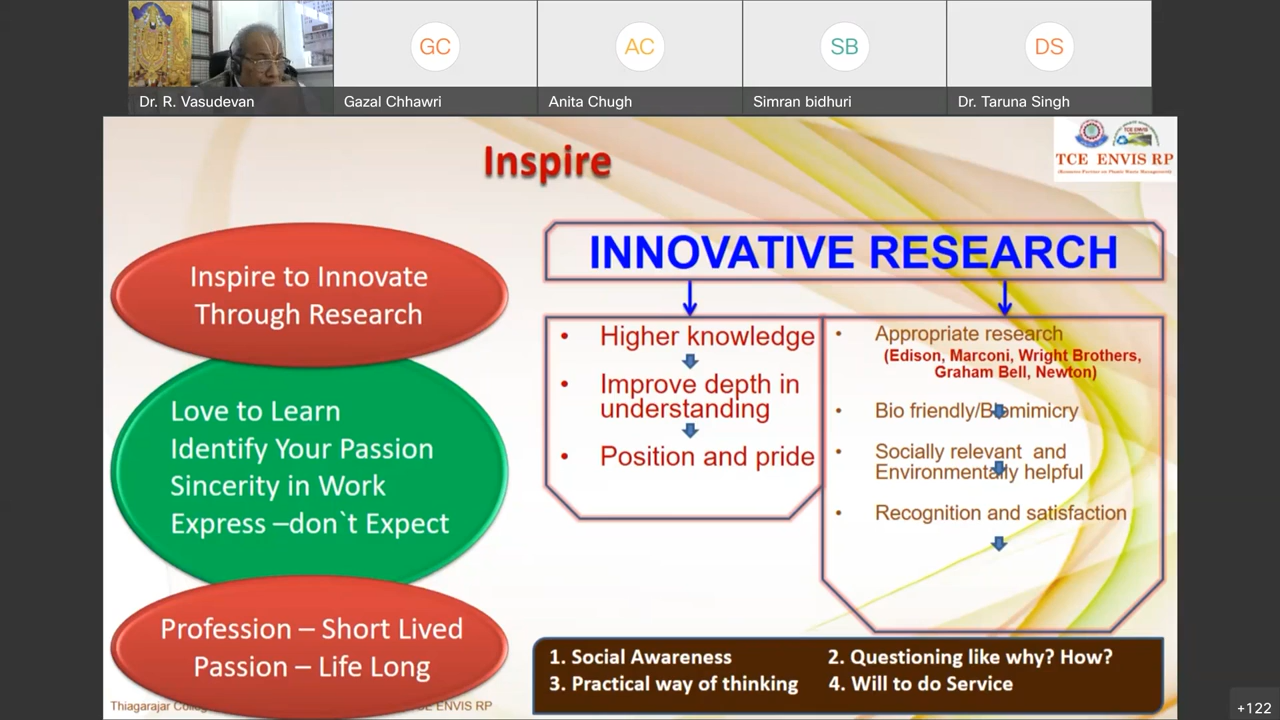 GC
AC
SB
DS
Dr. R. Vasudevan
Gazal Chhawri
Anita Chugh
Simran bidhuri
Dr. Taruna Singh
Inspire
TCE ENVIS RP
Inspire to Innovate
Through Research
Love to Learn
Identify Your Passion
Sincerity in Work
Express –don`t Expect
Profession – Short Lived
Passion – Life Long
Thiagarajar
ENVIS RP
INNOVATIVE RESEARCH
• Higher knowledge
• Improve depth in
understanding
• Position and pride
• Appropriate research
(Edison, Marconi, Wright Brothers,
Graham Bell, Newton)
• Bio friendly/Biomimicry
• Socially relevant and
Environmentally helpful
• Recognition and satisfaction
1. Social Awareness 2. Questioning like why? How?
3. Practical way of thinking 4. Will to do Service
+122